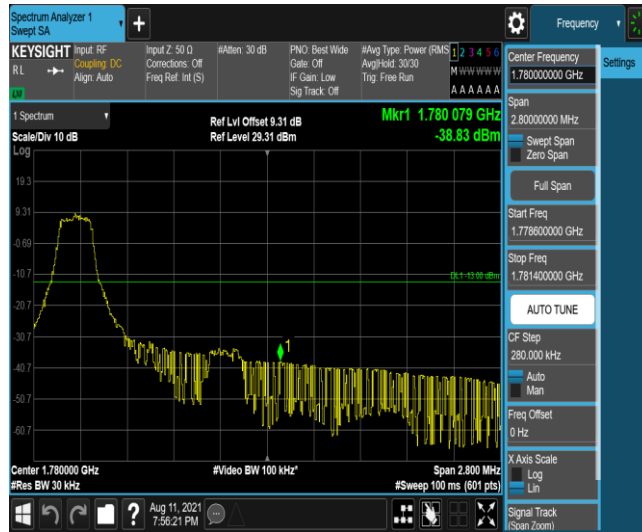 Spectrum Analyzer 1
Swept SA
+
Frequency
KEYSIGHT
RL
Input: RF
Coupling: DC
Align: Auto
Input Z: 50 Ω
Corrections: Off
Freq Ref: Int (S)
#Atten: 30 dB
PNO: Best Wide
Gate: Off
IF Gain: Low
Sig Track: Off
#Avg Type: Power (RMS
Avg|Hold: 30/30
Trig: Free Run
1 2 3 4 5 6
M W W W W W
A A A A A A
1 Spectrum
Scale/Div 10 dB
Log
Ref Lvl Offset 9.31 dB
Ref Level 29.31 dBm
Mkr1 1.780 079 GHz
-38.83 dBm
19.3
9.31
-0.69
-10.7
DL1 -13.00 dBm
-20.7
-30.7
1
-40.7
-50.7
-60.7
Center 1.780000 GHz
#Res BW 30 kHz
#Video BW 100 kHz*
Span 2.800 MHz
#Sweep 100 ms (601 pts)
?
Aug 11, 2021
7:56:21 PM
Center Frequency
1.780000000 GHz
Settings
Span
2.80000000 MHz
Swept Span
Zero Span
Full Span
Start Freq
1.778600000 GHz
Stop Freq
1.781400000 GHz
AUTO TUNE
CF Step
280.000 kHz
Auto
Man
Freq Offset
0 Hz
X Axis Scale
Log
Lin
Signal Track
(Span Zoom)